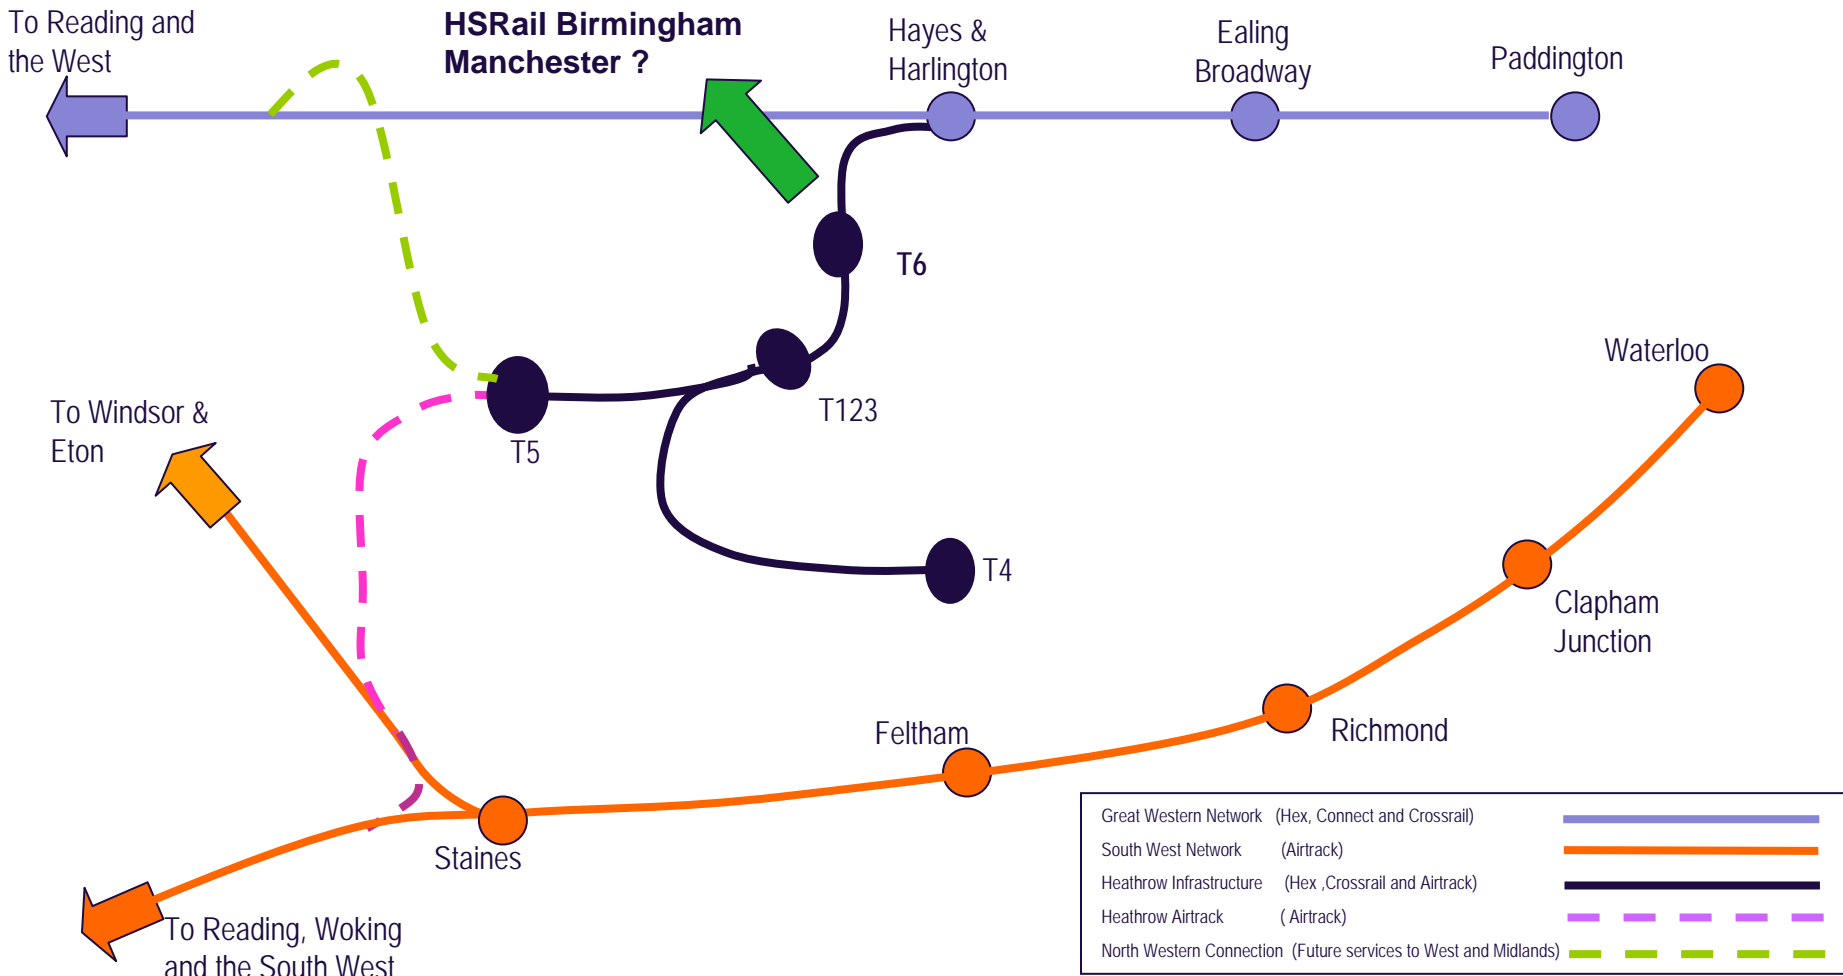 To Reading and
the West
HSRail Birmingham
Manchester ?
Hayes &
Harlington
Ealing
Broadway
Paddington
T6
Waterloo
To Windsor &
Eton
T123
T5
T4
Clapham
Junction
Feltham
Richmond
Staines
To Reading, Woking
and the South West
Great Western Network (Hex, Connect and Crossrail)
South West Network (Airtrack)
Heathrow Infrastructure (Hex ,Crossrail and Airtrack)
Heathrow Airtrack ( Airtrack)
North Western Connection (Future services to West and Midlands)